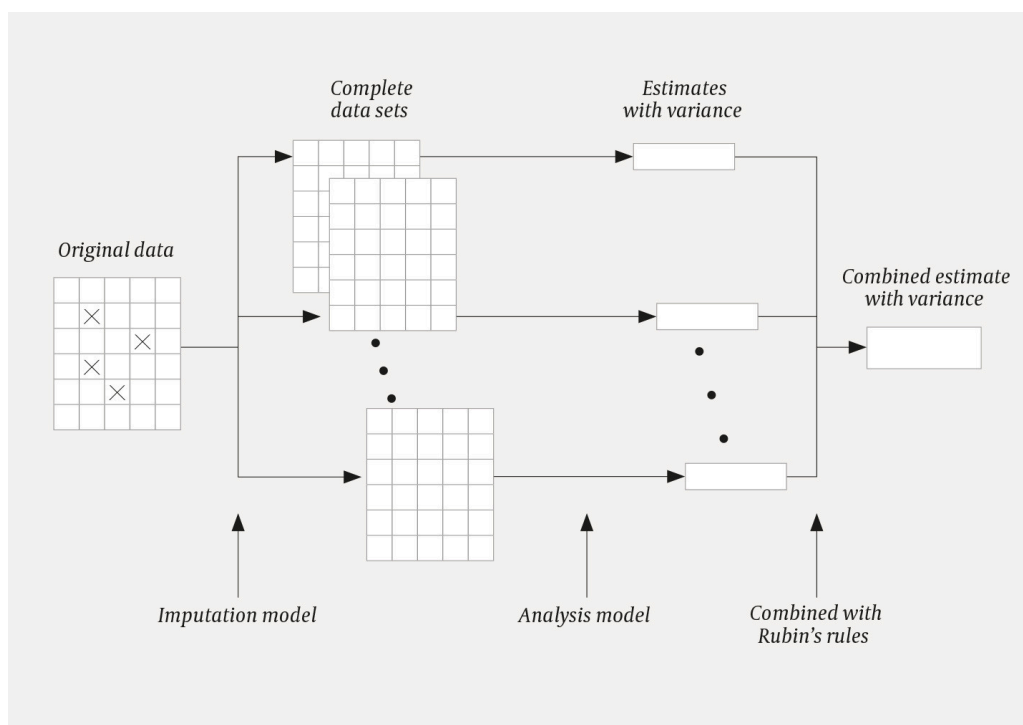 Complete
data sets
Estimates
with variance
Original data
Combined estimate
with variance
Imputation model
Analysis model
Combined with
Rubin’s rules